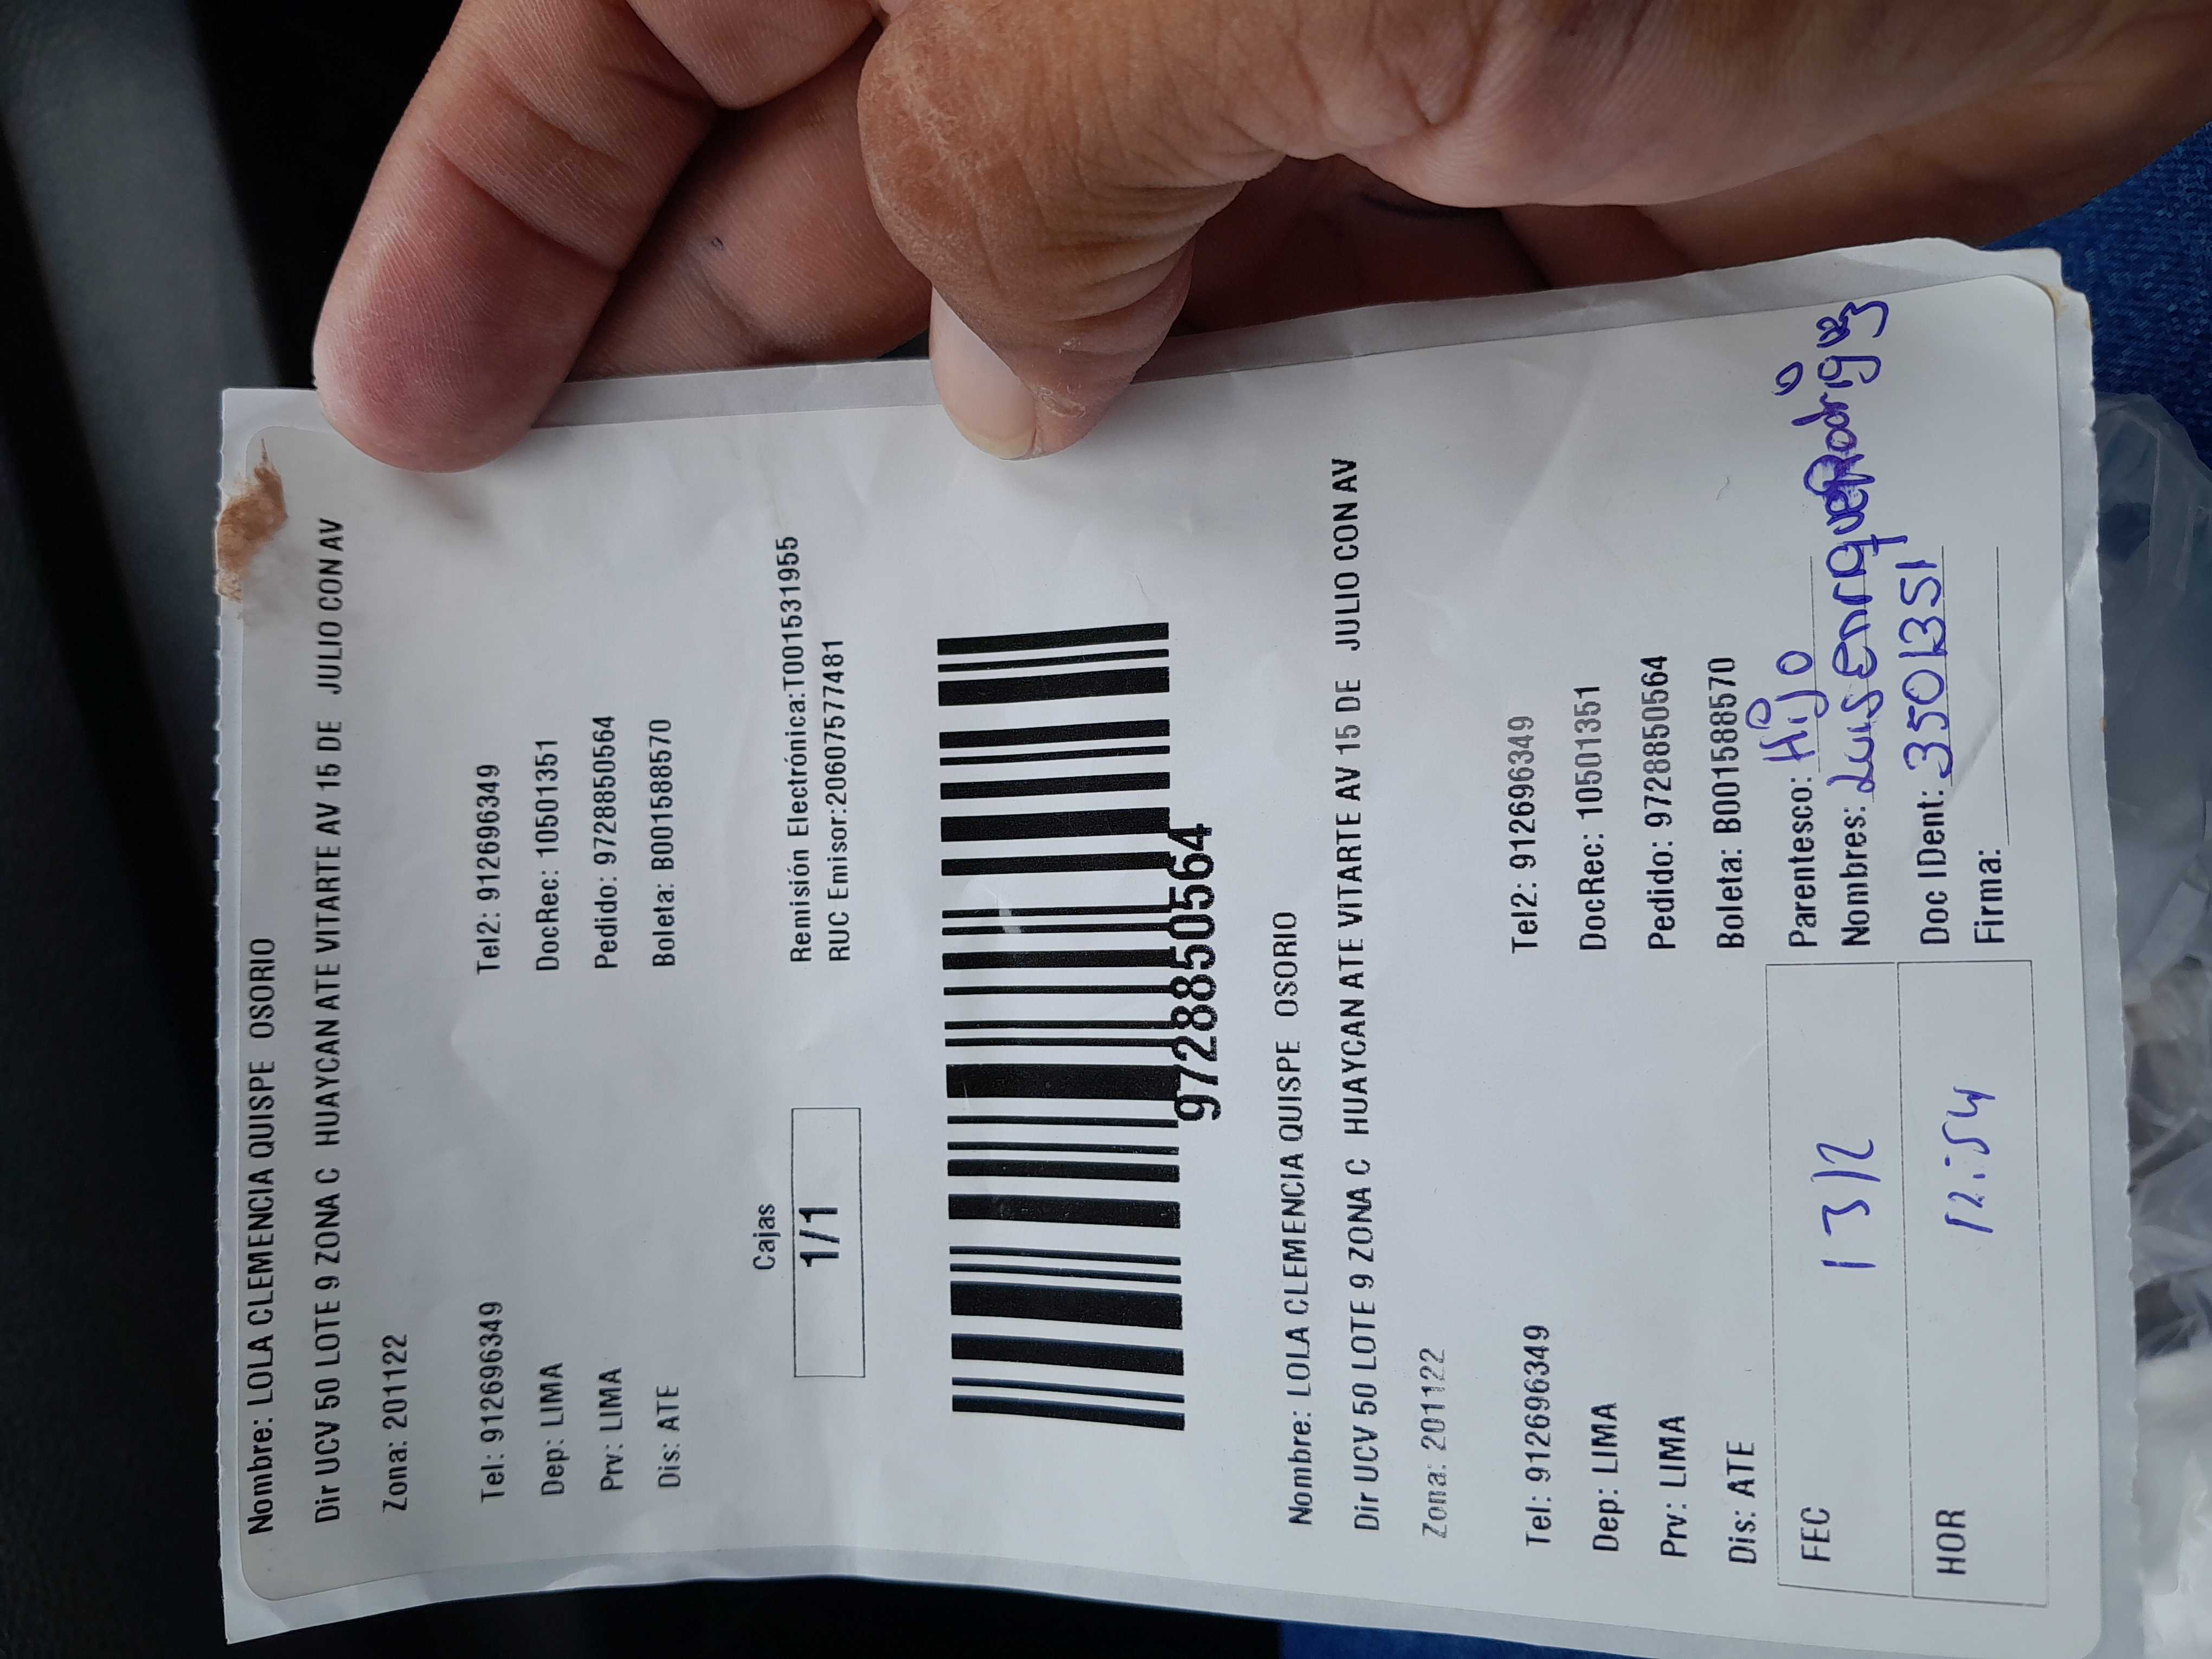 Nombre: LOLA CLEMENCIA QUISPE OSORIO
Dir UCV 50 LOTE 9 ZONA C HUAYCAN ATE VITARTE AV 15 DE JULIO CON AV
Zona: 201122
Tel: 912696349 Tel2: 912696349
Dep: LIMA DocRec: 10501351
Prv: LIMA Pedido: 9728850564
Dis: ATE Boleta: B001588570
Cajas
1/1
Remisión Electrónica:T001531955
RUC Emisor:20607577481
9728850564
Nombre: LOLA CLEMENCIA QUISPE OSORIO
Dir UCV 50 LOTE 9 ZONA C HUAYCAN ATE VITARTE AV 15 DE JULIO CON AV
Zona: 201122
Tel: 912696349 Tel2: 912696349
Dep: LIMA DocRec: 10501351
Prv: LIMA Pedido: 9728850564
Dis: ATE Boleta: B001588570
FEC 13/2 Parentesco: Hijo
Nombres: Luis Enrique
HOR 12:54 Doc IDent: 3501351
Firma: